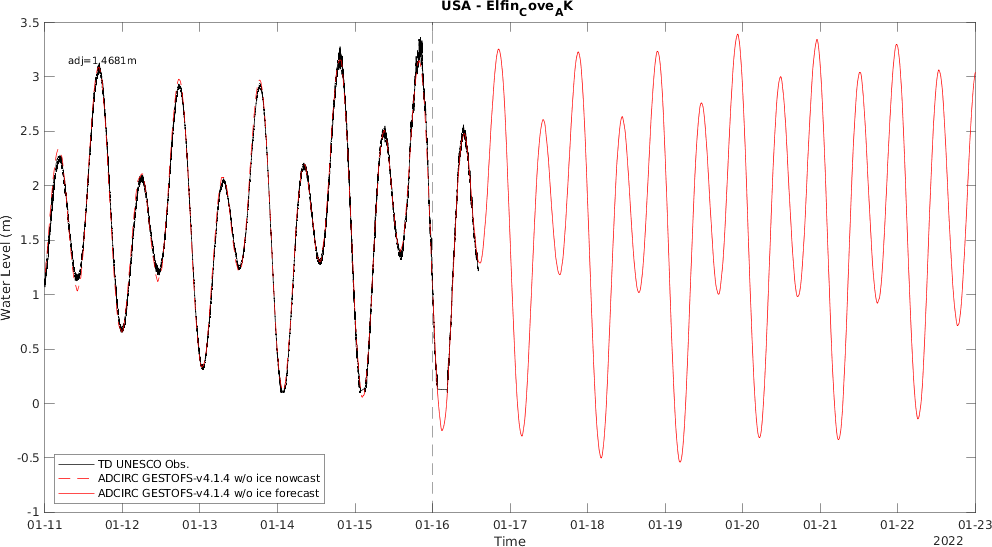 USA - Elfin_Cove_AK
3.5
adj=1.4681m
3
2.5
2
1.5
1
0.5
0
-0.5
-1
Water Level (m)
TD UNESCO Obs.
ADCIRC GESTOFS-v4.1.4 w/o ice nowcast
ADCIRC GESTOFS-v4.1.4 w/o ice forecast
01-11 01-12 01-13 01-14 01-15 01-16 01-17 01-18 01-19 01-20 01-21 01-22 01-23
Time
2022